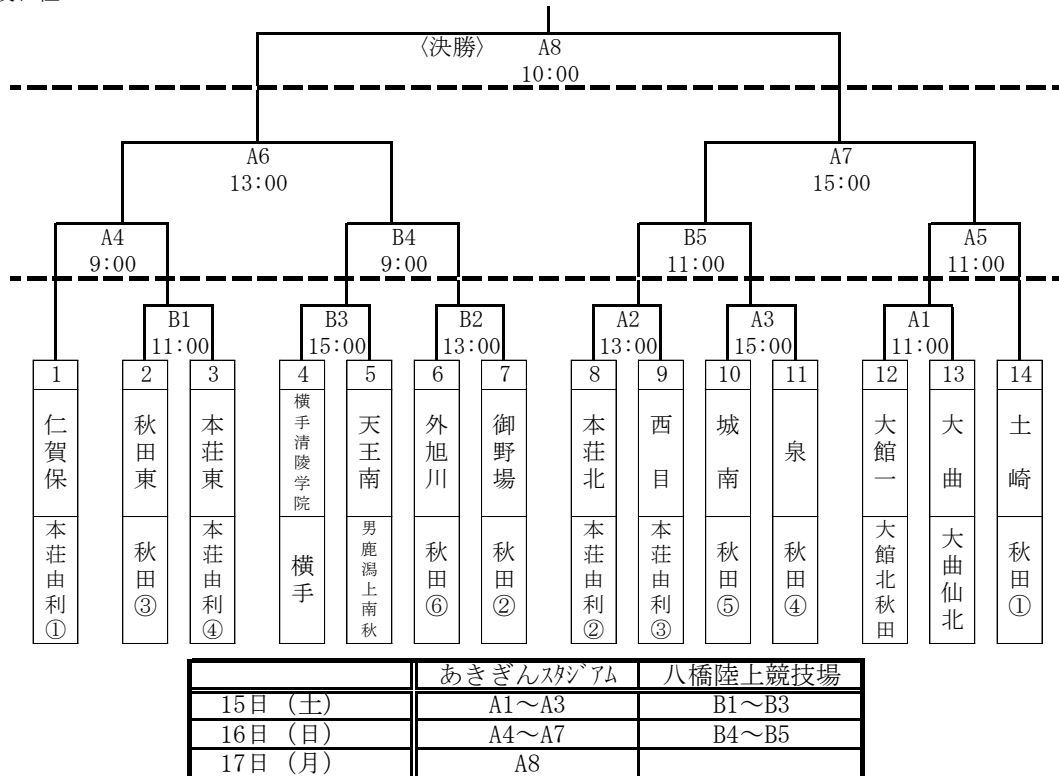 〈決勝〉 A8
10:00
A6
13:00
A7
15:00
A4
9:00
B4
9:00
B5
11:00
A5
11:00
B1
11:00
B3
15:00
B2
13:00
A2
13:00
A3
15:00
A1
11:00
1 2 3 4 5 6 7 8 9 10 11 12 13 14
仁賀保
秋田東
本荘東
横手清陵学院
天王南
外旭川
御野場
本荘北
西目
城南
泉
大館一
大曲
土崎
本荘由利①
秋田③
本荘由利④
横手
男鹿潟上南秋
秋田⑥
秋田②
本荘由利②
本荘由利③
秋田⑤
秋田④
大館北秋田
大曲仙北
秋田①
あきぎんスタジアム 八橋陸上競技場
15日 (土) A1～A3 B1～B3
16日 (日) A4～A7 B4～B5
17日 (月) A8